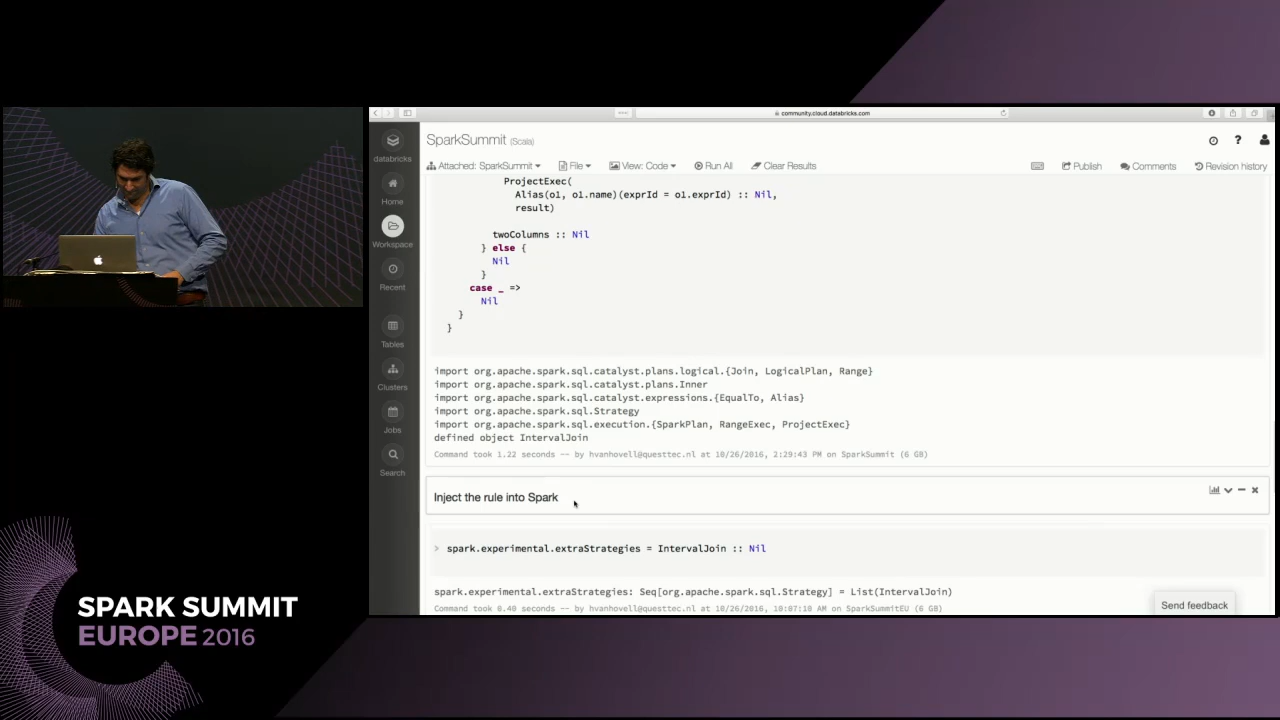 community.cloud.databricks.com
SparkSummit (Scala)
Attached: SparkSummit File View: Code Run All Clear Results Publish Comments Revision history
databricks
Home
Workspace
Recent
Tables
Clusters
Jobs
Search
ProjectExec(
Alias(o1, o1.name)(exprId = o1.exprId) :: Nil,
result)
twoColumns :: Nil
} else {
Nil
}
case _ =>
Nil
}
}
import org.apache.spark.sql.catalyst.plans.logical.{Join, LogicalPlan, Range}
import org.apache.spark.sql.catalyst.plans.Inner
import org.apache.spark.sql.catalyst.expressions.{EqualTo, Alias}
import org.apache.spark.sql.Strategy
import org.apache.spark.sql.execution.{SparkPlan, RangeExec, ProjectExec}
defined object IntervalJoin
Command took 1.22 seconds -- by hvanhovell@questtec.nl at 10/26/2016, 2:29:43 PM on SparkSummit (6 GB)
Inject the rule into Spark
> spark.experimental.extraStrategies = IntervalJoin :: Nil
spark.experimental.extraStrategies: Seq[org.apache.spark.sql.Strategy] = List(IntervalJoin)
Command took 0.40 seconds -- by hvanhovell@questtec.nl at 10/26/2016, 10:07:18 AM on SparkSummitEU (6 GB)
Send feedback
SPARK SUMMIT
EUROPE 2016